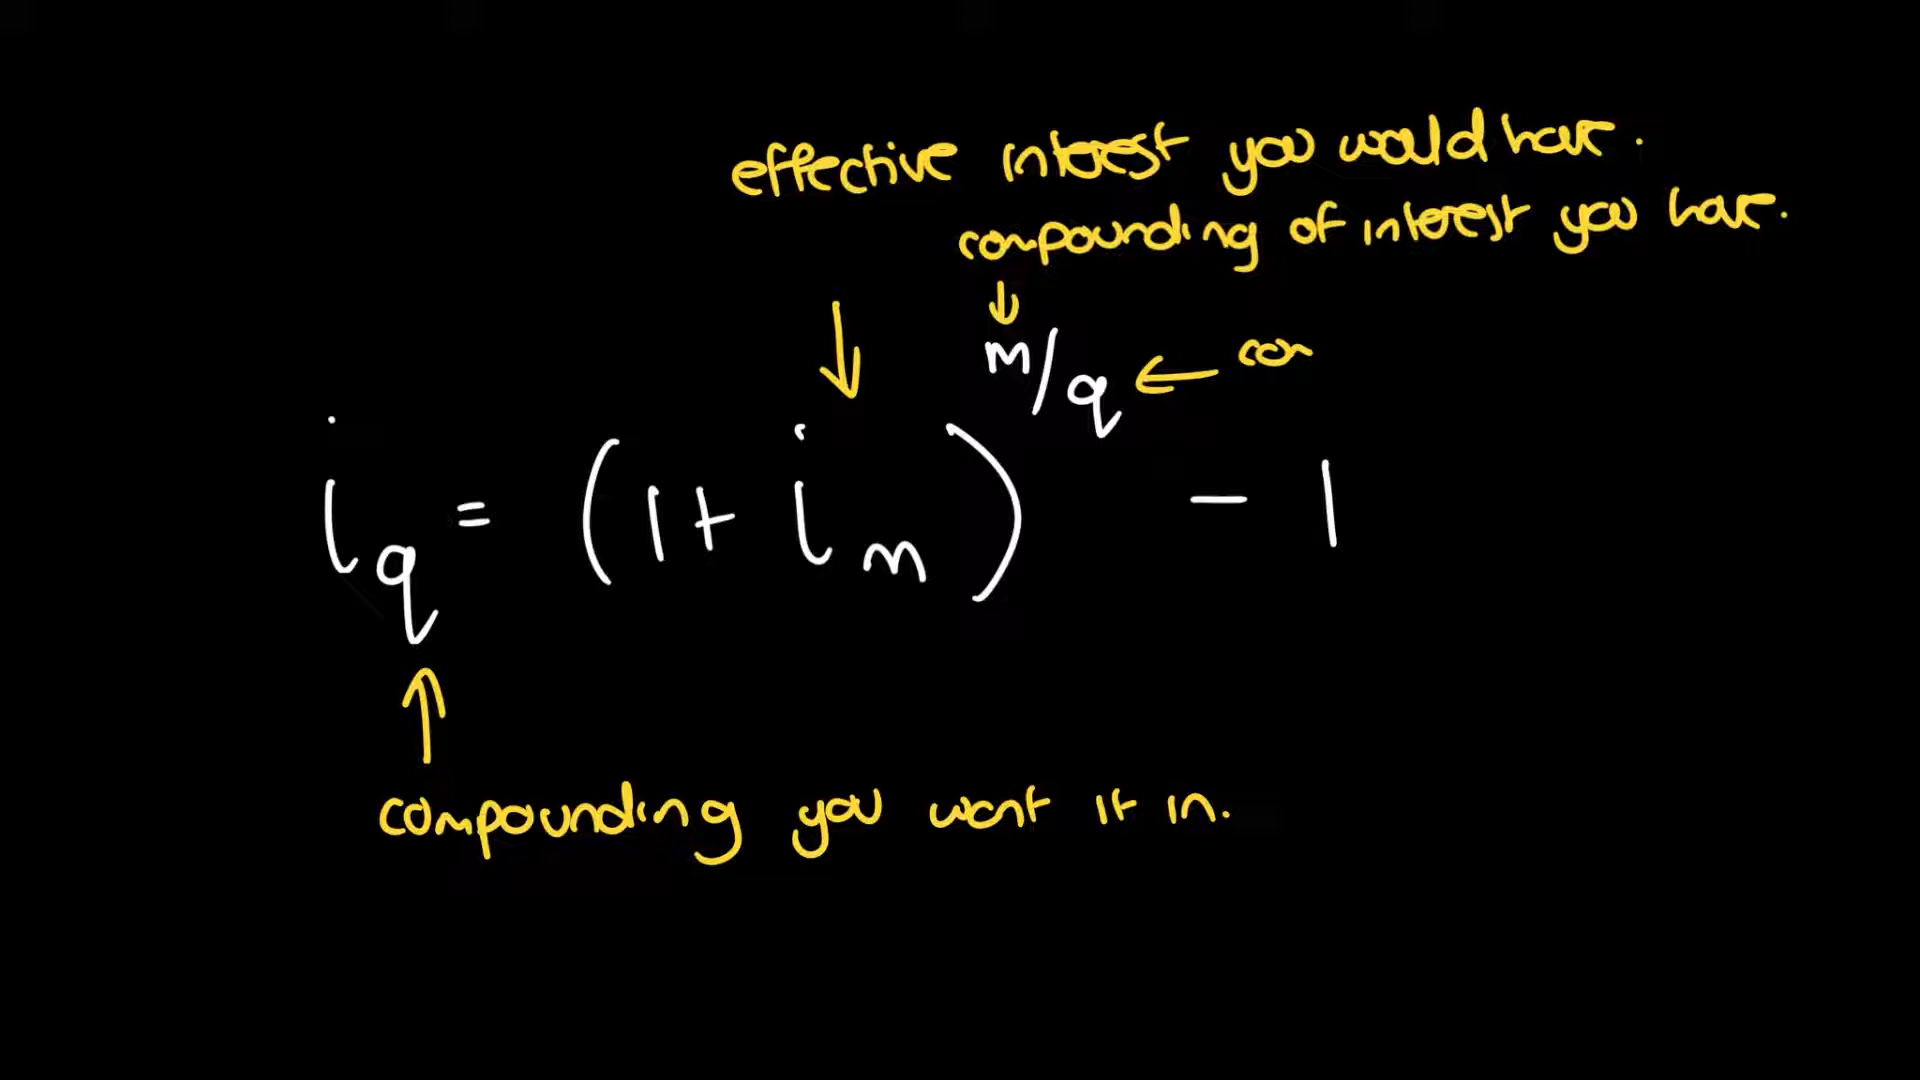 effective interest you would have.
compounding of interest you have.
m/q ← con
i_q = (1 + i_m) - 1
compounding you want it in.